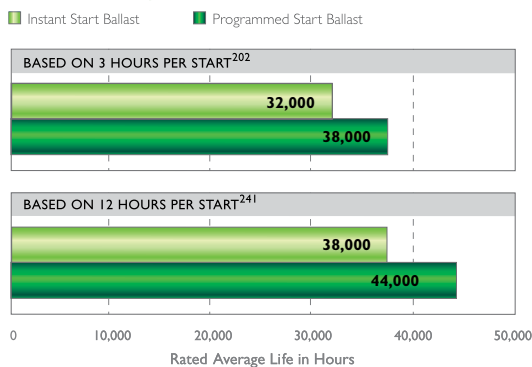 Instant Start Ballast Programmed Start Ballast
BASED ON 3 HOURS PER START202
32,000
38,000
BASED ON 12 HOURS PER START241
38,000
44,000
0 10,000 20,000 30,000 40,000 50,000
Rated Average Life in Hours